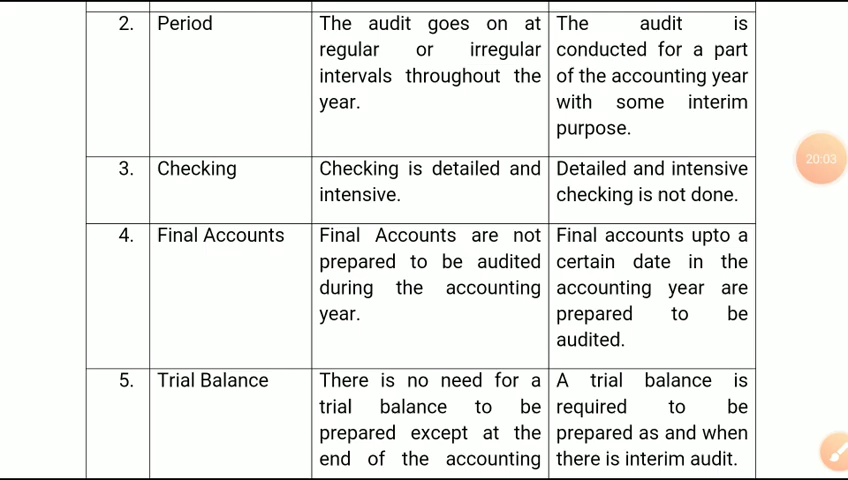 2. Period The audit goes on at The audit is
regular or irregular conducted for a part
intervals throughout the of the accounting year
year. with some interim
purpose.
3. Checking Checking is detailed and Detailed and intensive
intensive. checking is not done.
4. Final Accounts Final Accounts are not Final accounts upto a
prepared to be audited certain date in the
during the accounting accounting year are
year. prepared to be
audited.
5. Trial Balance There is no need for a A trial balance is
trial balance to be required to be
prepared except at the prepared as and when
end of the accounting there is interim audit.
20:03